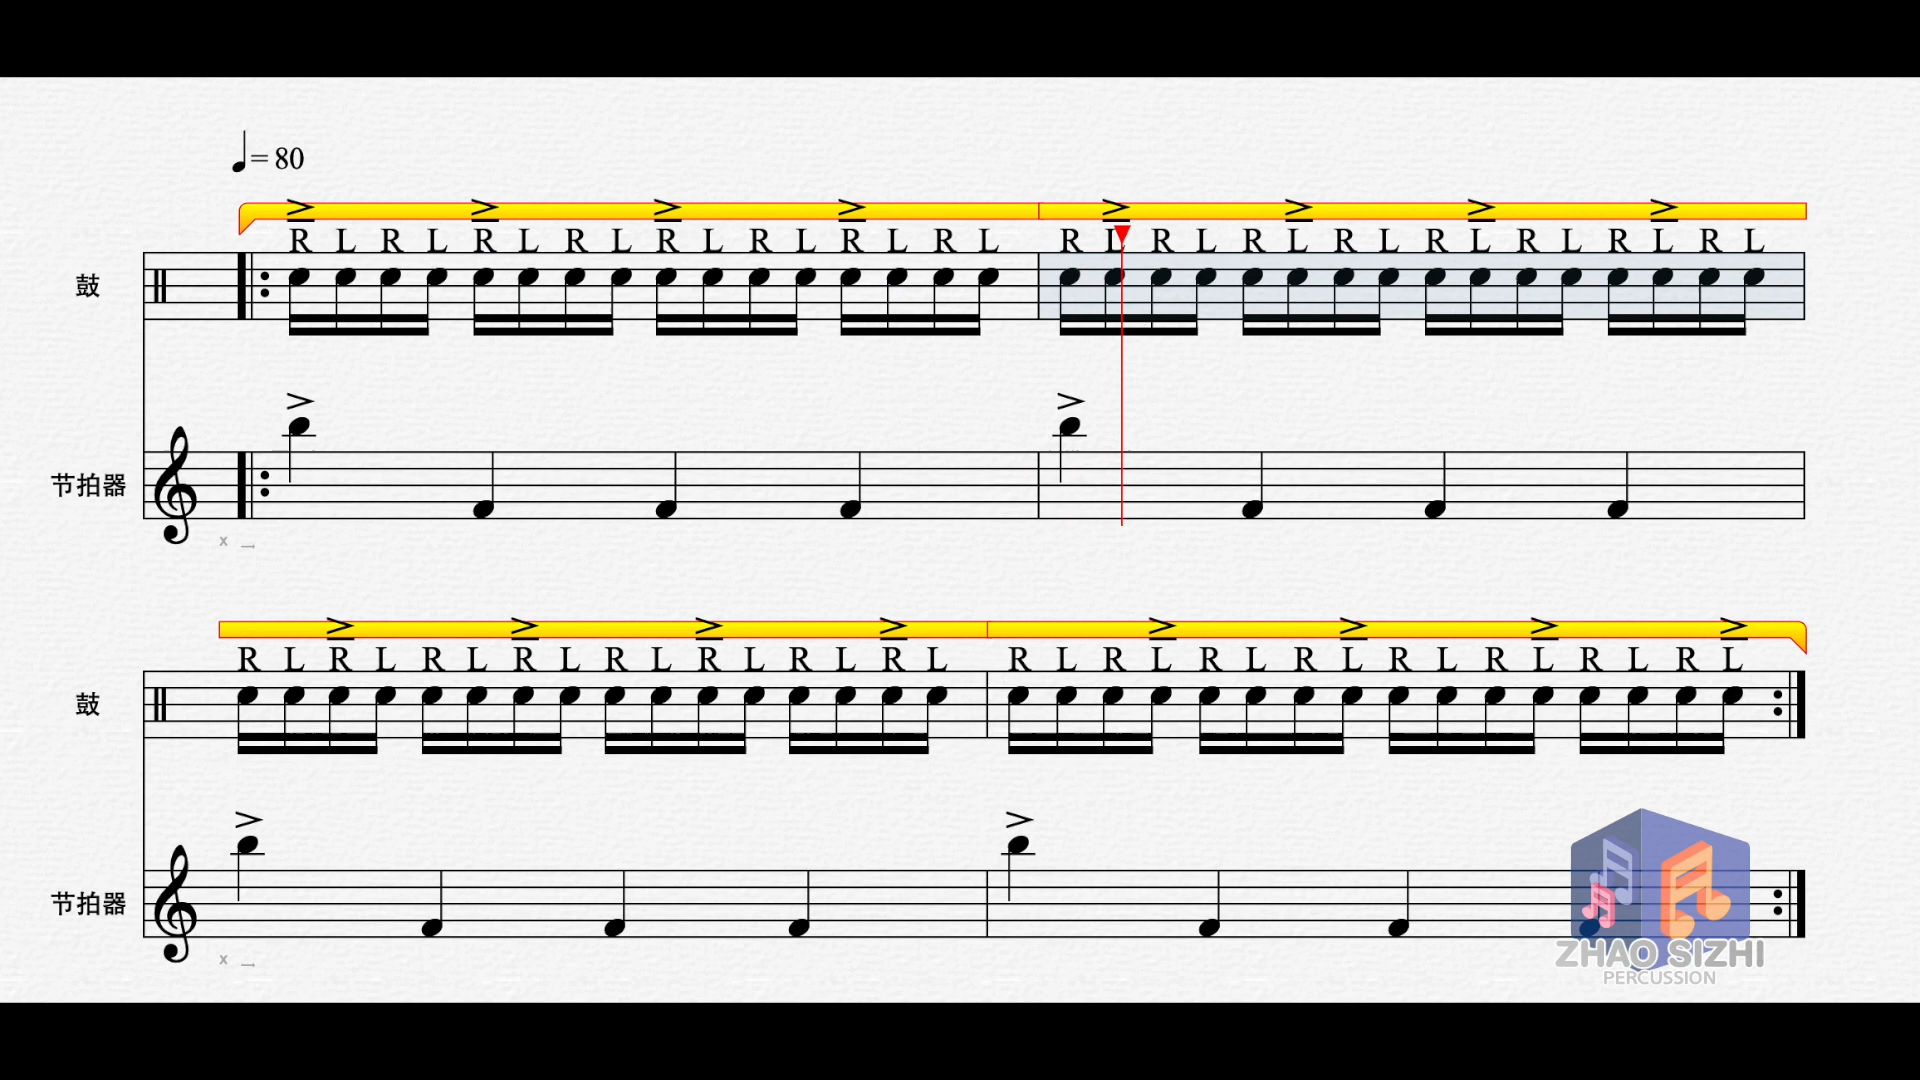 ♩= 80
R L R L R L R L R L R L R L R L R L R L R L R L R L R L R L R L
鼓
节拍器
R L R L R L R L R L R L R L R L R L R L R L R L R L R L R L R L
鼓
节拍器
ZHAO SIZHI
PERCUSSION